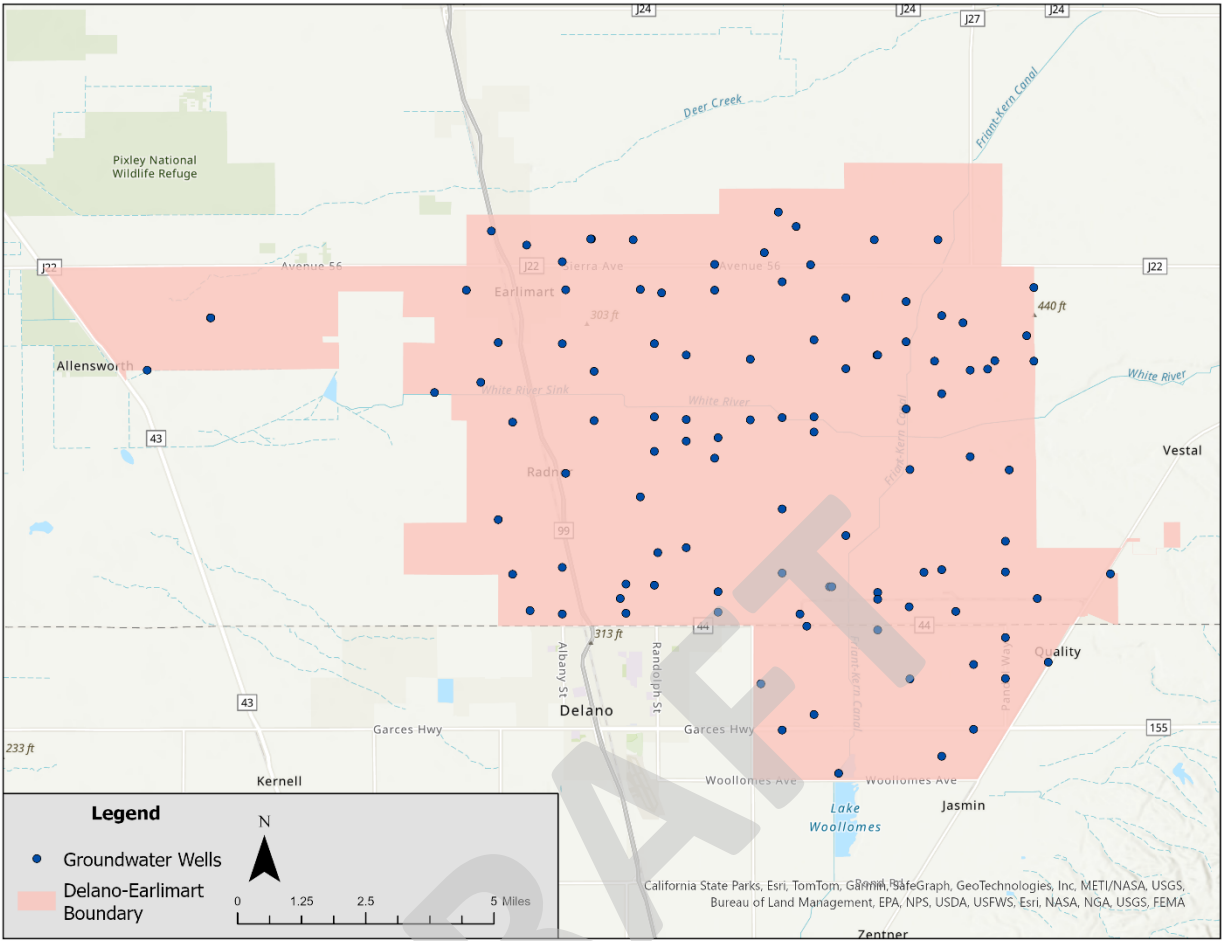 J24
J24
J27
J24
Friant-Kern Canal
Deer Creek
Pixley National
Wildlife Refuge
J22
Avenue 56
J22
Sierra Ave
Avenue 56
J22
Earlimart
303 ft
440 ft
Allensworth
White River Sink
White River
White River
43
Friant-Kern Canal
Vestal
Radnor
99
44
44
313 ft
Albany St
Randolph St
Friant-Kern Canal
Quality
43
Delano
Garces Hwy
Garces Hwy
155
233 ft
Kernell
Woollomes Ave
Woollomes Ave
Jasmin
Lake
Woollomes
Legend
N
Groundwater Wells
Delano-Earlimart
Boundary
0 1.25 2.5 5 Miles
Road Rd
California State Parks, Esri, TomTom, Garmin, SafeGraph, GeoTechnologies, Inc, METI/NASA, USGS,
Bureau of Land Management, EPA, NPS, USDA, USFWS, Esri, NASA, NGA, USGS, FEMA
Zentner
RAFT